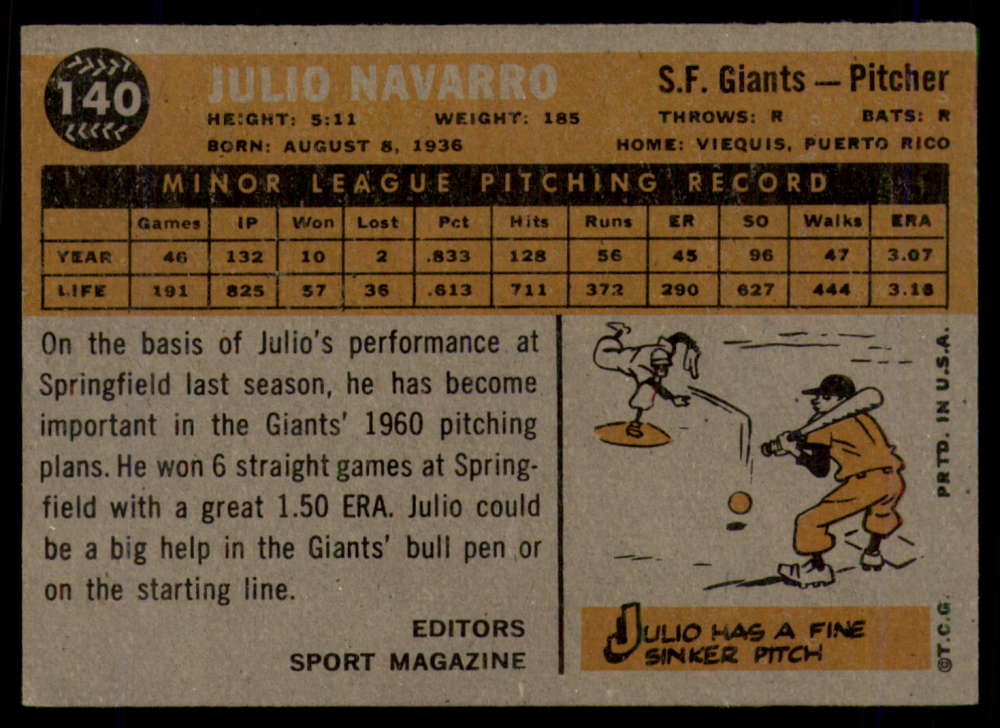 140
JULIO NAVARRO
S.F. Giants — Pitcher
HEIGHT: 5:11 WEIGHT: 185 THROWS: R BATS: R
BORN: AUGUST 8, 1936 HOME: VIEQUIS, PUERTO RICO
MINOR LEAGUE PITCHING RECORD
Games IP Won Lost Pct Hits Runs ER SO Walks ERA
YEAR 46 132 10 2 .833 128 56 45 96 47 3.07
LIFE 191 825 57 36 .613 711 372 290 627 444 3.16
On the basis of Julio's performance at
Springfield last season, he has become
important in the Giants' 1960 pitching
plans. He won 6 straight games at Spring-
field with a great 1.50 ERA. Julio could
be a big help in the Giants' bull pen or
on the starting line.
EDITORS
SPORT MAGAZINE
JULIO HAS A FINE
SINKER PITCH
©T.C.G. PRTD. IN U.S.A.